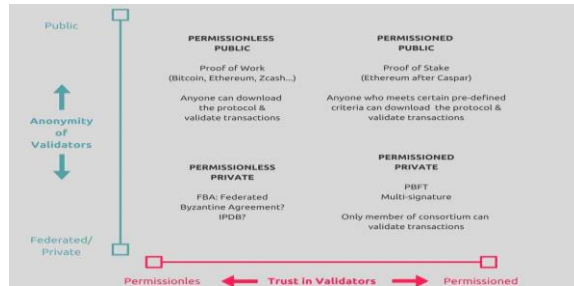 Public
Anonymity
of
Validators
Federated/
Private
PERMISSIONLESS
PUBLIC
Proof of Work
(Bitcoin, Ethereum, Zcash...)
Anyone can download
the protocol &
validate transactions
PERMISSIONED
PUBLIC
Proof of Stake
(Ethereum after Caspar)
Anyone who meets certain pre-defined
criteria can download the protocol &
validate transactions
PERMISSIONLESS
PRIVATE
FBA: Federated
Byzantine Agreement?
IPDB?
PERMISSIONED
PRIVATE
PBFT
Multi-signature
Only member of consortium can
validate transactions
Permissionles
Trust in Validators
Permissioned